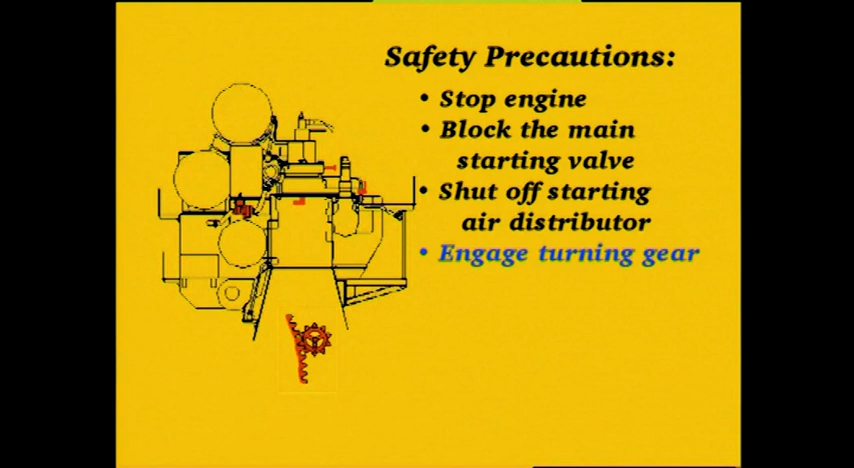 Safety Precautions:
• Stop engine
• Block the main
starting valve
• Shut off starting
air distributor
• Engage turning gear